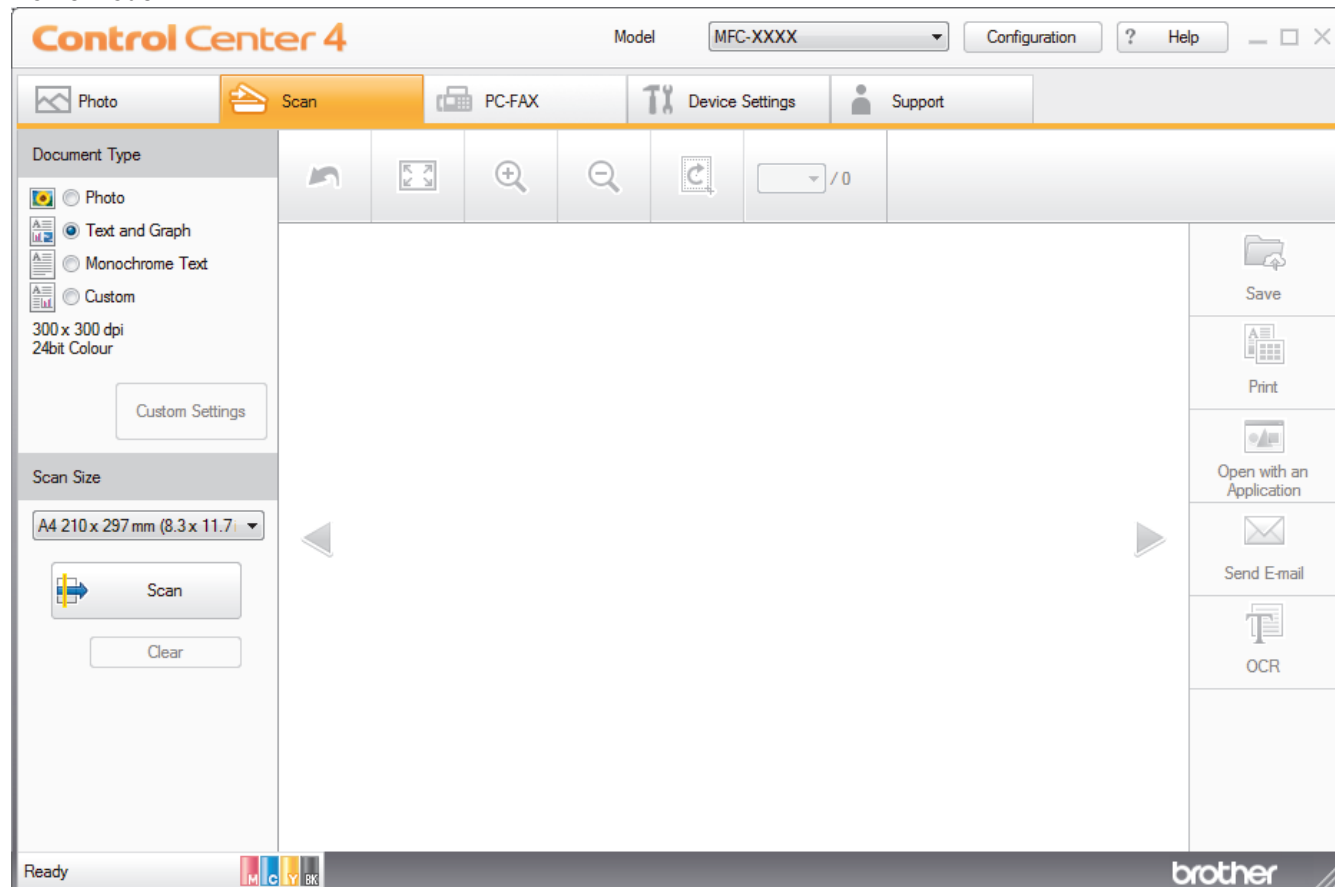 Control Center 4
Model MFC-XXXX Configuration ? Help
Photo Scan PC-FAX Device Settings Support
Document Type
Photo
Text and Graph
Monochrome Text
Custom
300 x 300 dpi
24bit Colour
Custom Settings
Scan Size
A4 210 x 297 mm (8.3 x 11.7
Scan
Clear
/ 0
Save
Print
Open with an
Application
Send E-mail
OCR
Ready
M C Y BK
brother